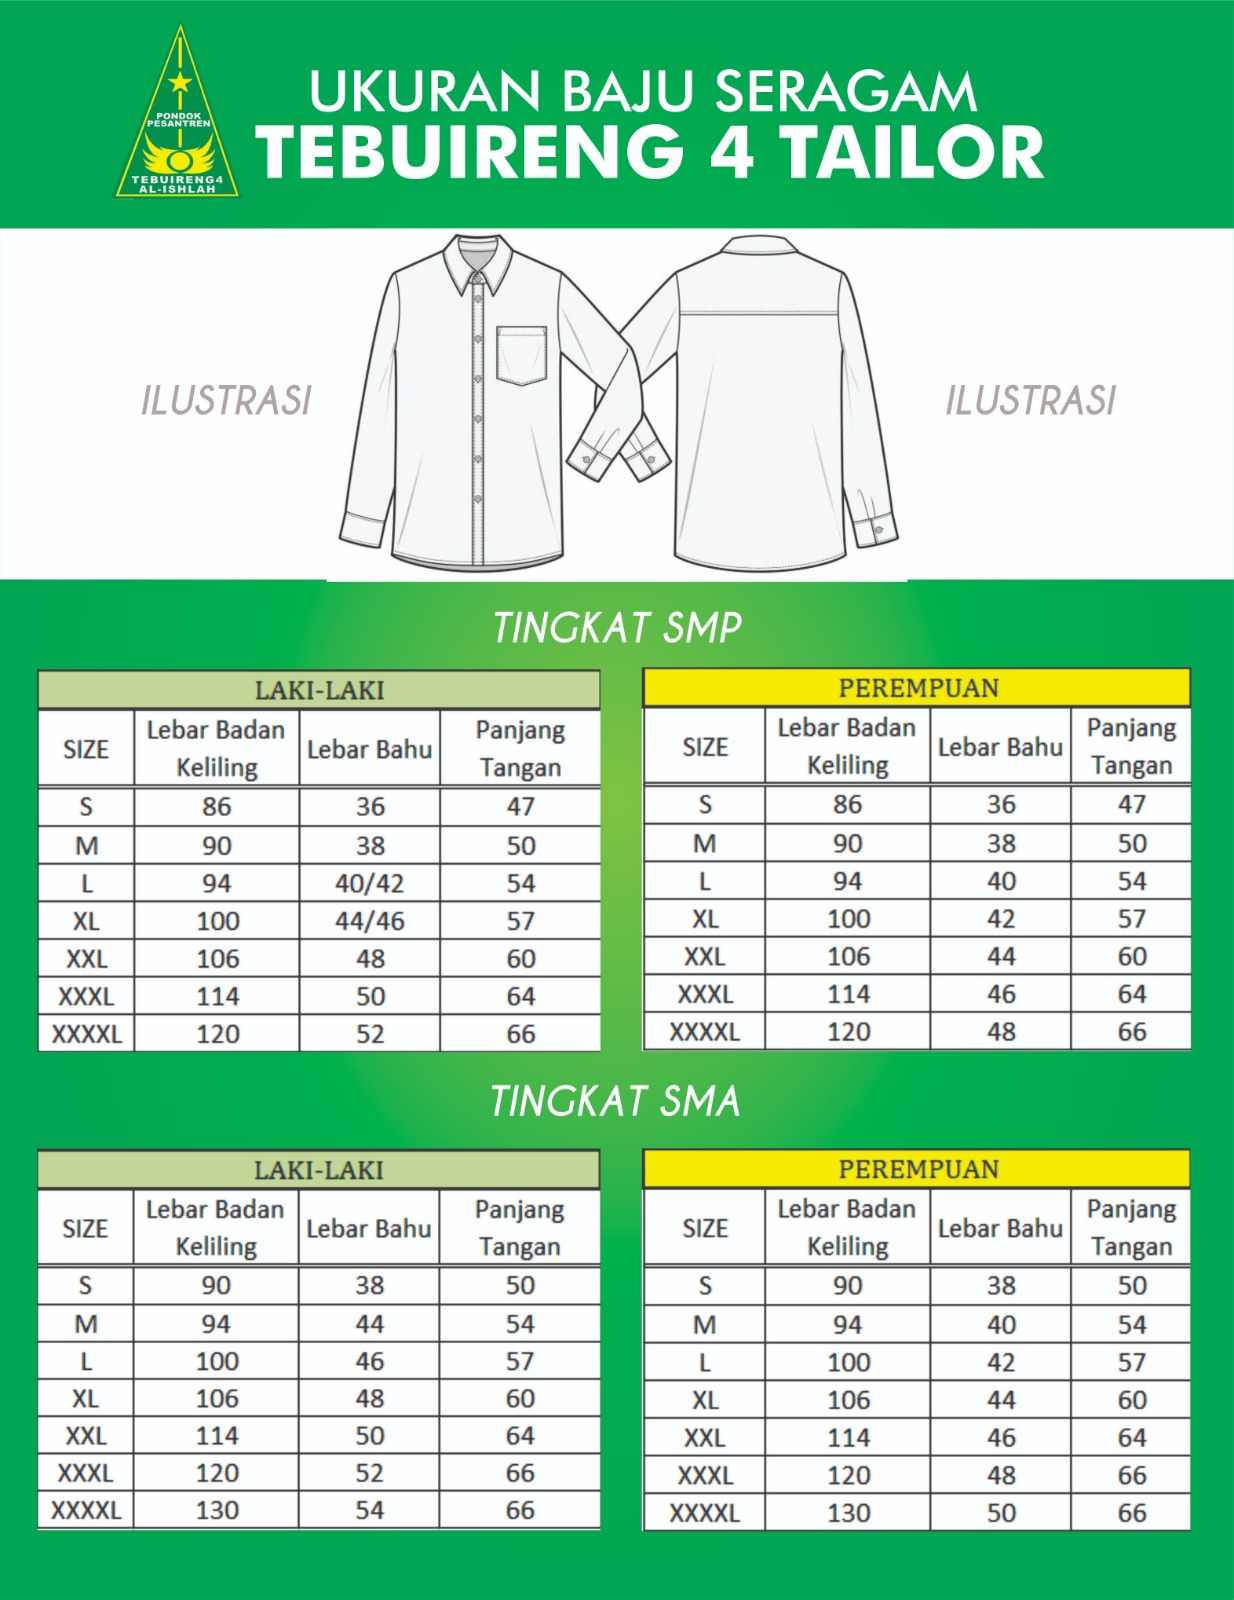 PONDOK
PESANTREN
TEBUIRENG4
AL-ISHLAH
UKURAN BAJU SERAGAM
TEBUIRENG 4 TAILOR
ILUSTRASI
ILUSTRASI
TINGKAT SMP
LAKI-LAKI
SIZE Lebar Badan Keliling Lebar Bahu Panjang Tangan
S 86 36 47
M 90 38 50
L 94 40/42 54
XL 100 44/46 57
XXL 106 48 60
XXXL 114 50 64
XXXXL 120 52 66
PEREMPUAN
SIZE Lebar Badan Keliling Lebar Bahu Panjang Tangan
S 86 36 47
M 90 38 50
L 94 40 54
XL 100 42 57
XXL 106 44 60
XXXL 114 46 64
XXXXL 120 48 66
TINGKAT SMA
LAKI-LAKI
SIZE Lebar Badan Keliling Lebar Bahu Panjang Tangan
S 90 38 50
M 94 44 54
L 100 46 57
XL 106 48 60
XXL 114 50 64
XXXL 120 52 66
XXXXL 130 54 66
PEREMPUAN
SIZE Lebar Badan Keliling Lebar Bahu Panjang Tangan
S 90 38 50
M 94 40 54
L 100 42 57
XL 106 44 60
XXL 114 46 64
XXXL 120 48 66
XXXXL 130 50 66